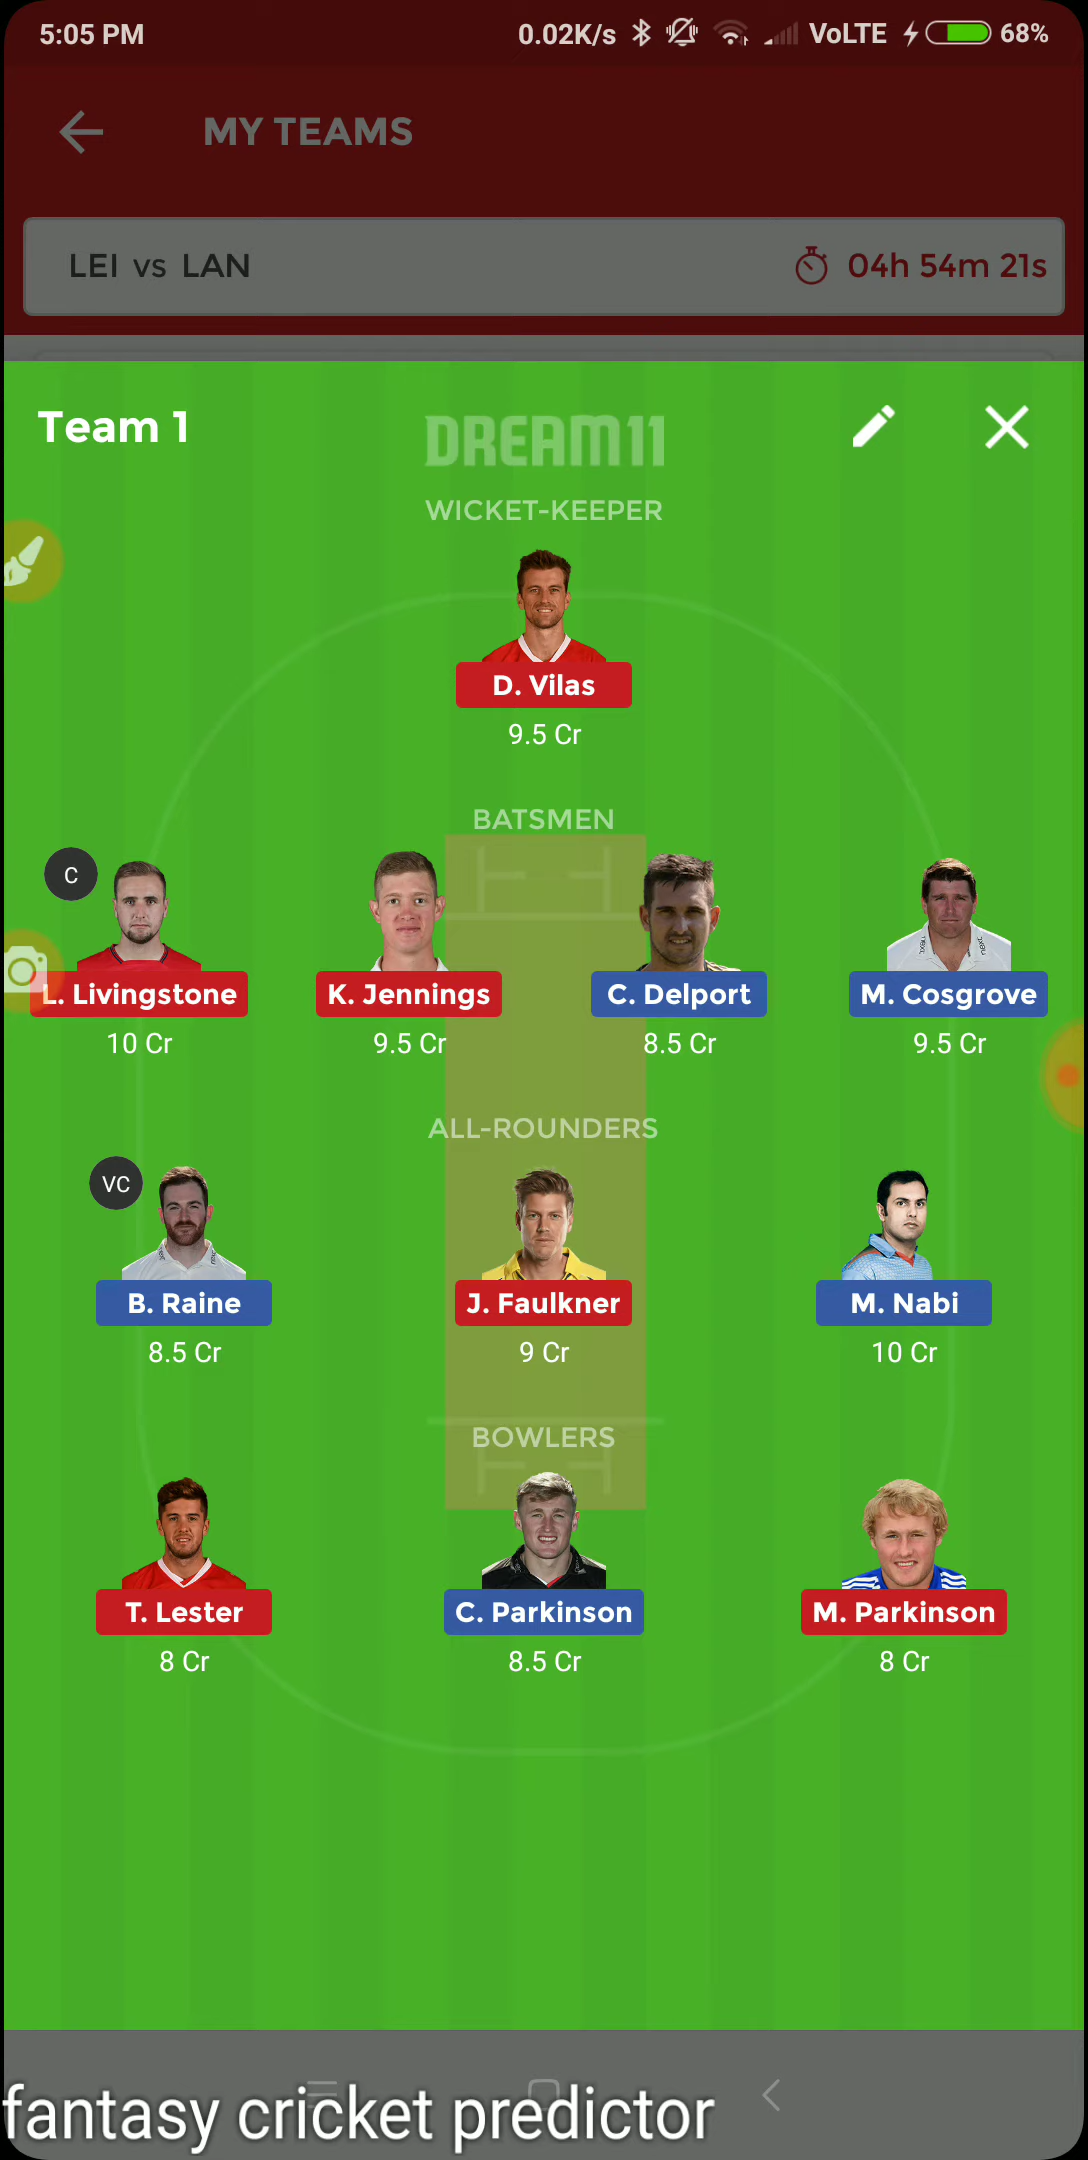 5:05 PM 0.02K/s VoLTE 68%
MY TEAMS
LEI vs LAN 04h 54m 21s
Team 1
DREAM11
WICKET-KEEPER
D. Vilas
9.5 Cr
BATSMEN
C
L. Livingstone K. Jennings C. Delport M. Cosgrove
10 Cr 9.5 Cr 8.5 Cr 9.5 Cr
ALL-ROUNDERS
VC
B. Raine J. Faulkner M. Nabi
8.5 Cr 9 Cr 10 Cr
BOWLERS
T. Lester C. Parkinson M. Parkinson
8 Cr 8.5 Cr 8 Cr
fantasy cricket predictor